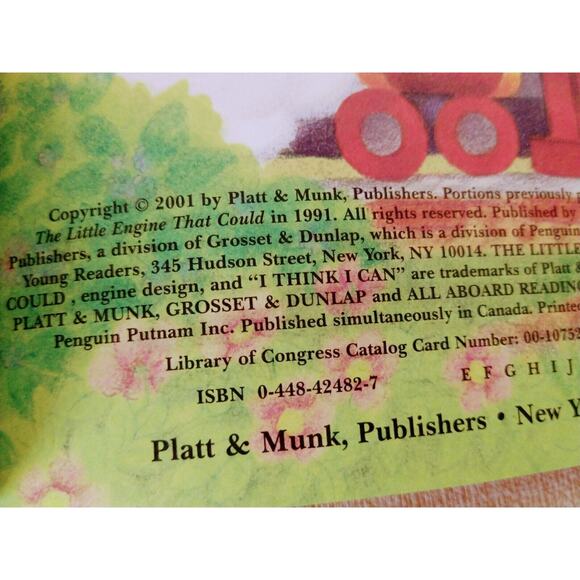 Copyright © 2001 by Platt & Munk, Publishers. Portions previously
The Little Engine That Could in 1991. All rights reserved. Published by
Publishers, a division of Grosset & Dunlap, which is a division of Penguin
Young Readers, 345 Hudson Street, New York, NY 10014. THE LITTLE
COULD , engine design, and “I THINK I CAN” are trademarks of Platt &
PLATT & MUNK, GROSSET & DUNLAP and ALL ABOARD READING
Penguin Putnam Inc. Published simultaneously in Canada. Printed
Library of Congress Catalog Card Number: 00-10752
ISBN 0-448-42482-7
E F G H I J
Platt & Munk, Publishers • New Y